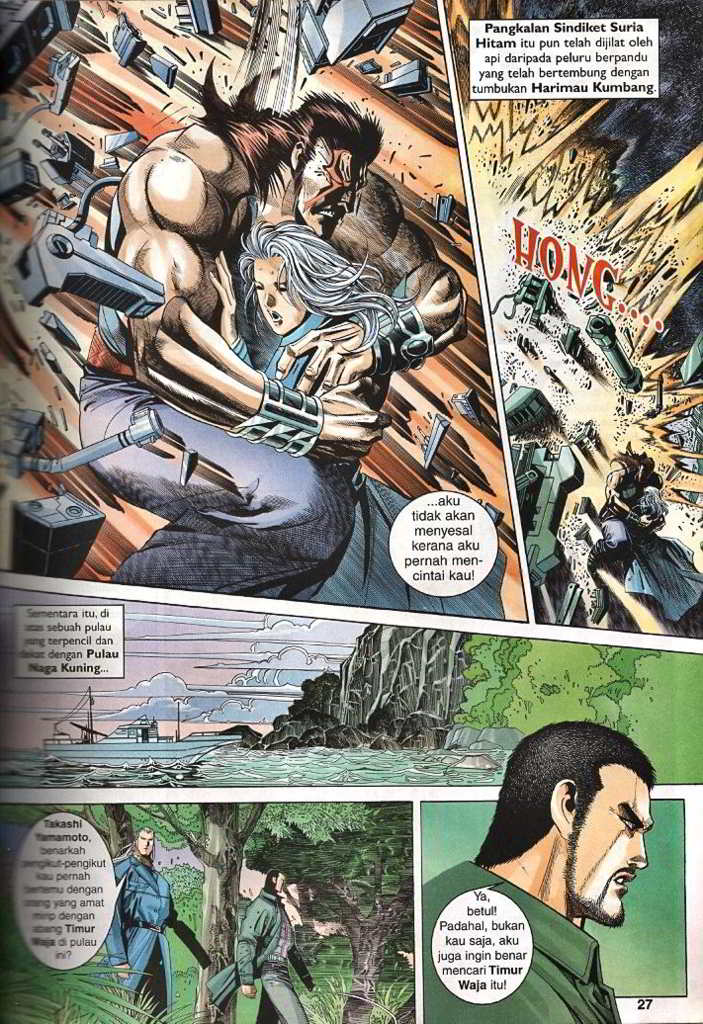 Pangkalan Sindiket Suria
Hitam itu pun telah dijilat oleh
api daripada peluru berpandu
yang telah bertembung dengan
tumbukan Harimau Kumbang.
HONG....
...aku
tidak akan
menyesal
kerana aku
pernah men-
cintai kau!
Sementara itu, di
atas sebuah pulau
yang terpencil dan
dekat dengan Pulau
Naga Kuning...
Takashi
Yamamoto,
benarkah
pengikut-pengikut
kau pernah
bertemu dengan
orang yang amat
mirip dengan
abang Timur
Waja di pulau
ini?
Ya,
betul!
Padahal, bukan
kau saja, aku
juga ingin benar
mencari Timur
Waja itu!
27